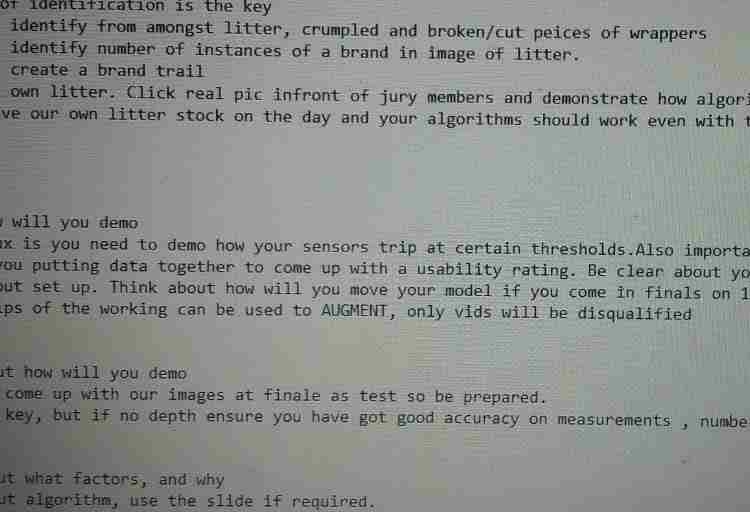 of identification is the key
identify from amongst litter, crumpled and broken/cut peices of wrappers
identify number of instances of a brand in image of litter.
create a brand trail
own litter. Click real pic infront of jury members and demonstrate how algori
ve our own litter stock on the day and your algorithms should work even with t
w will you demo
ux is you need to demo how your sensors trip at certain thresholds.Also importa
you putting data together to come up with a usability rating. Be clear about yo
out set up. Think about how will you move your model if you come in finals on 1
ips of the working can be used to AUGMENT, only vids will be disqualified
ut how will you demo
come up with our images at finale as test so be prepared.
key, but if no depth ensure you have got good accuracy on measurements , numbe
ut what factors, and why
ut algorithm, use the slide if required.